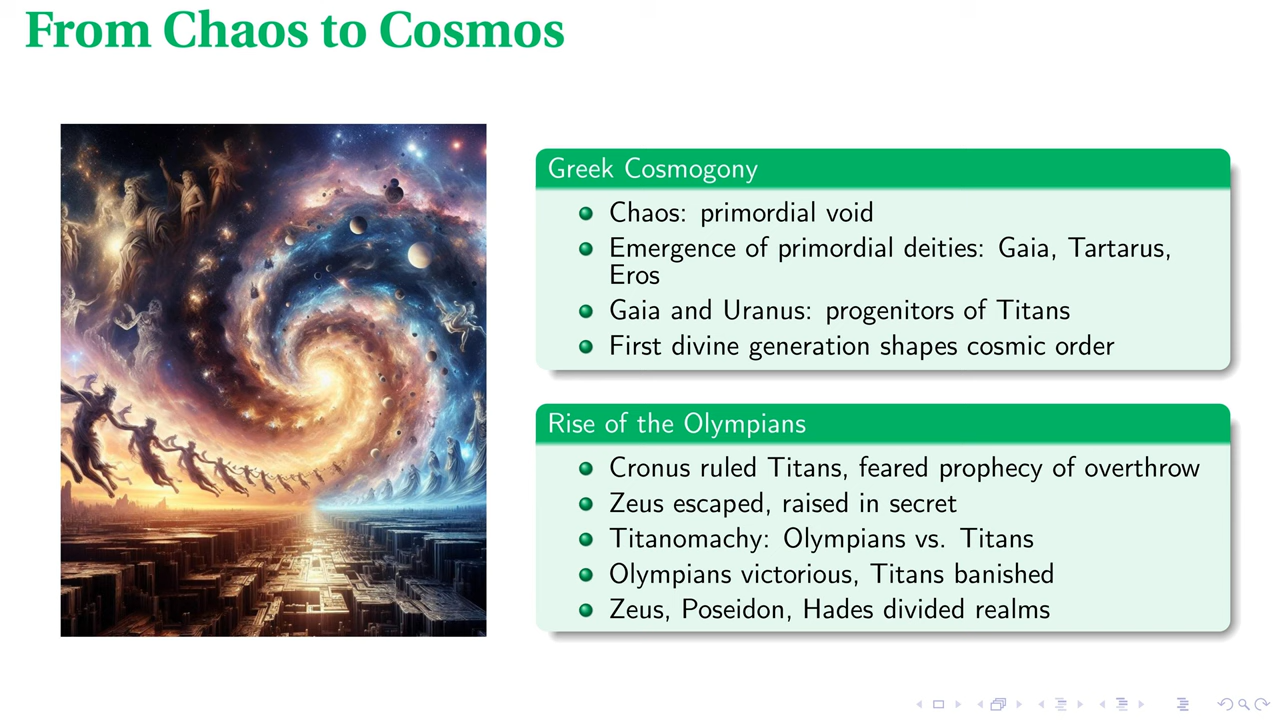 From Chaos to Cosmos
Greek Cosmogony
Chaos: primordial void
Emergence of primordial deities: Gaia, Tartarus,
Eros
Gaia and Uranus: progenitors of Titans
First divine generation shapes cosmic order
Rise of the Olympians
Cronus ruled Titans, feared prophecy of overthrow
Zeus escaped, raised in secret
Titanomachy: Olympians vs. Titans
Olympians victorious, Titans banished
Zeus, Poseidon, Hades divided realms